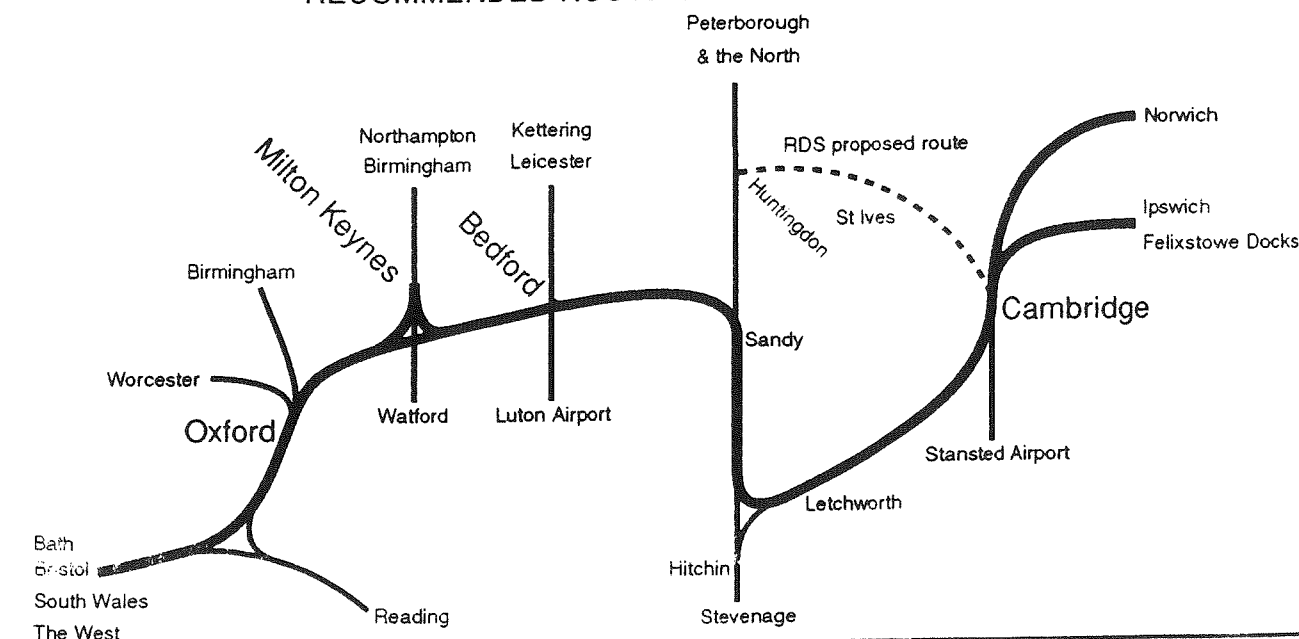 Peterborough
& the North
Norwich
Northampton
Birmingham
Kettering
Leicester
RDS proposed route
Milton Keynes
Bedford
Huntingdon
St Ives
Ipswich
Felixstowe Docks
Birmingham
Cambridge
Sandy
Worcester
Oxford
Watford
Luton Airport
Stansted Airport
Letchworth
Bath
Bristol
South Wales
The West
Hitchin
Reading
Stevenage